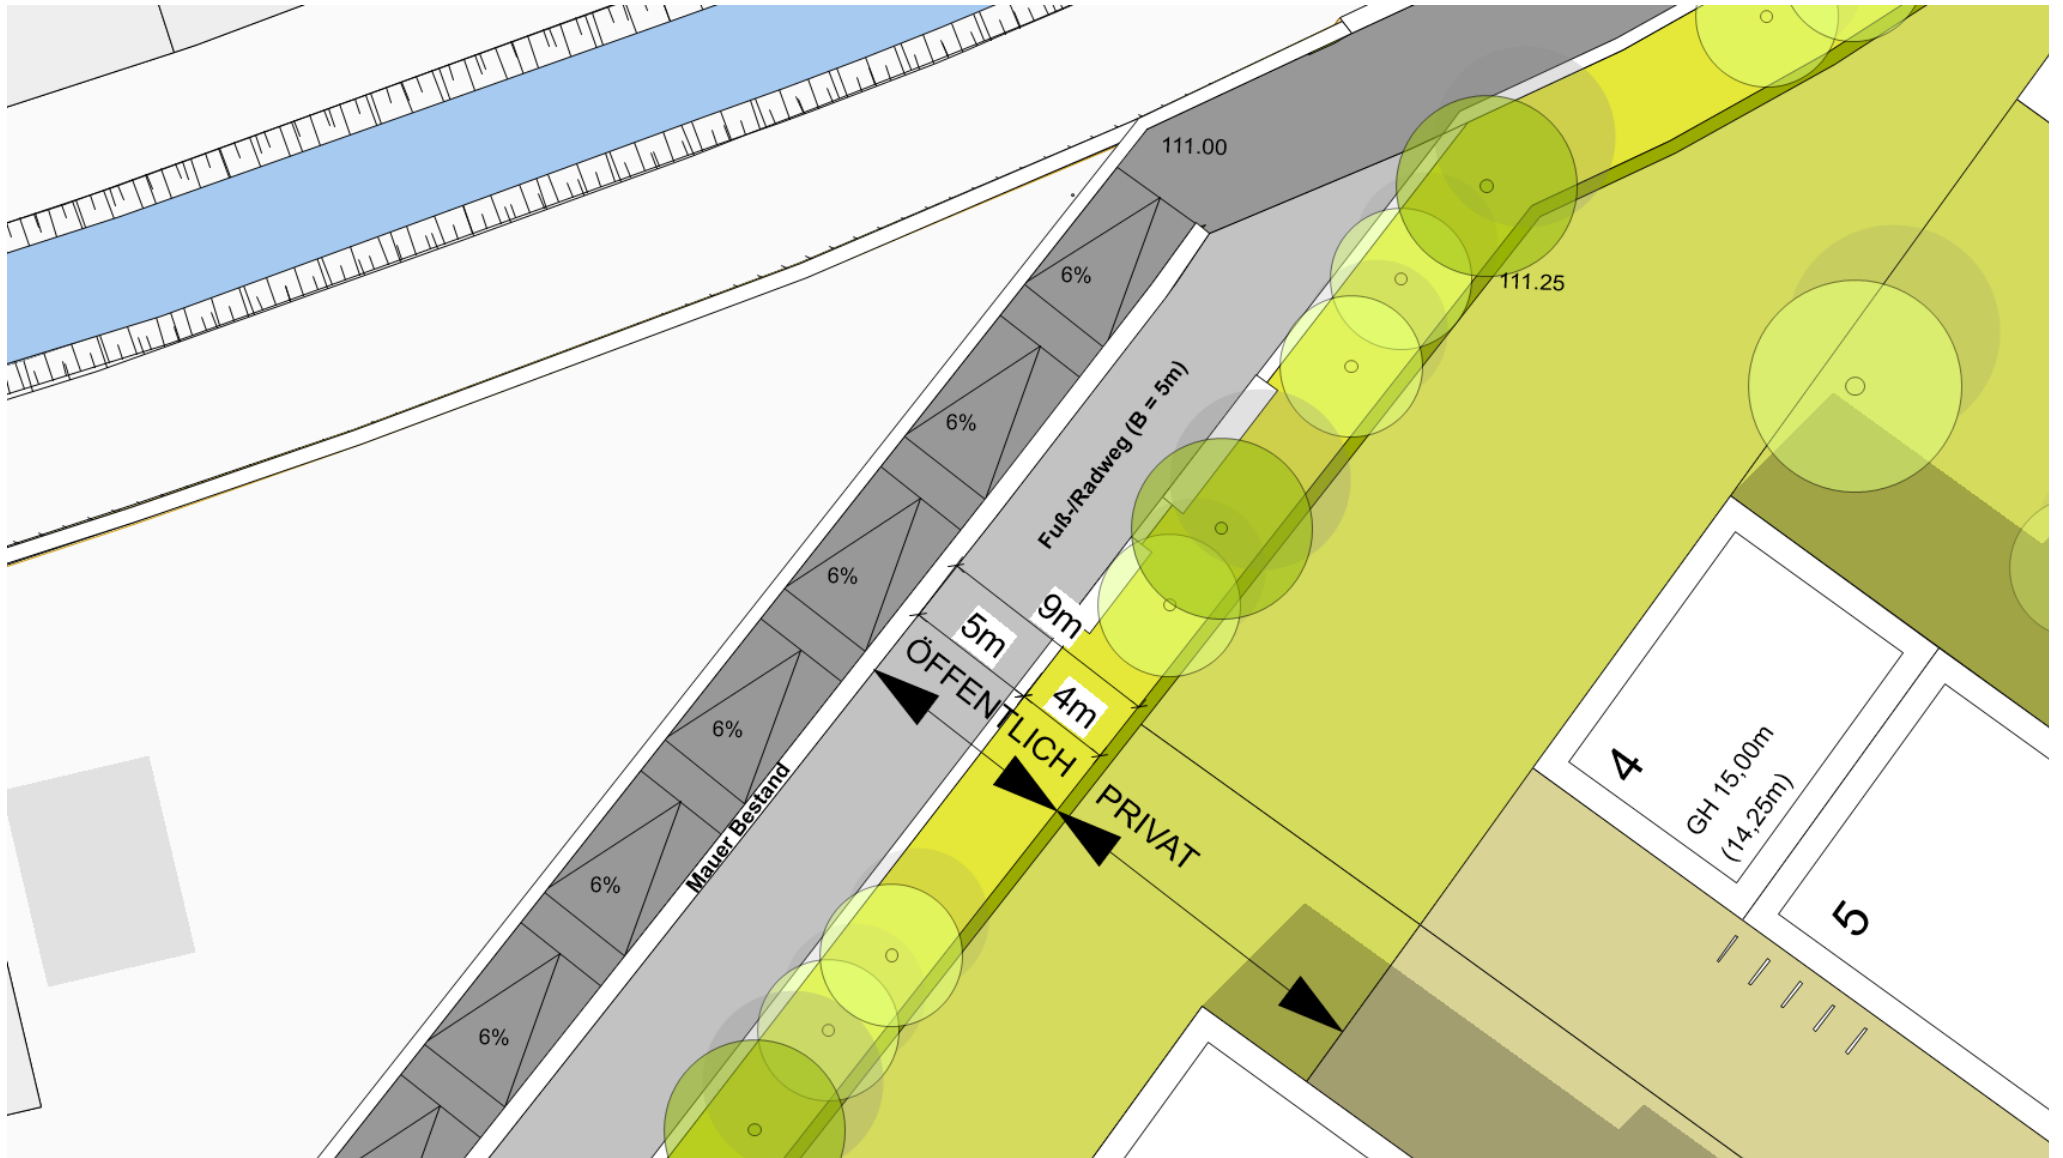 111.00
6%
111.25
6%
Fuß-/Radweg (B = 5m)
6%
9m
5m
ÖFFENTLICH
4m
6%
PRIVAT
4
GH 15,00m
(14,25m)
Mauer Bestand
6%
5
6%